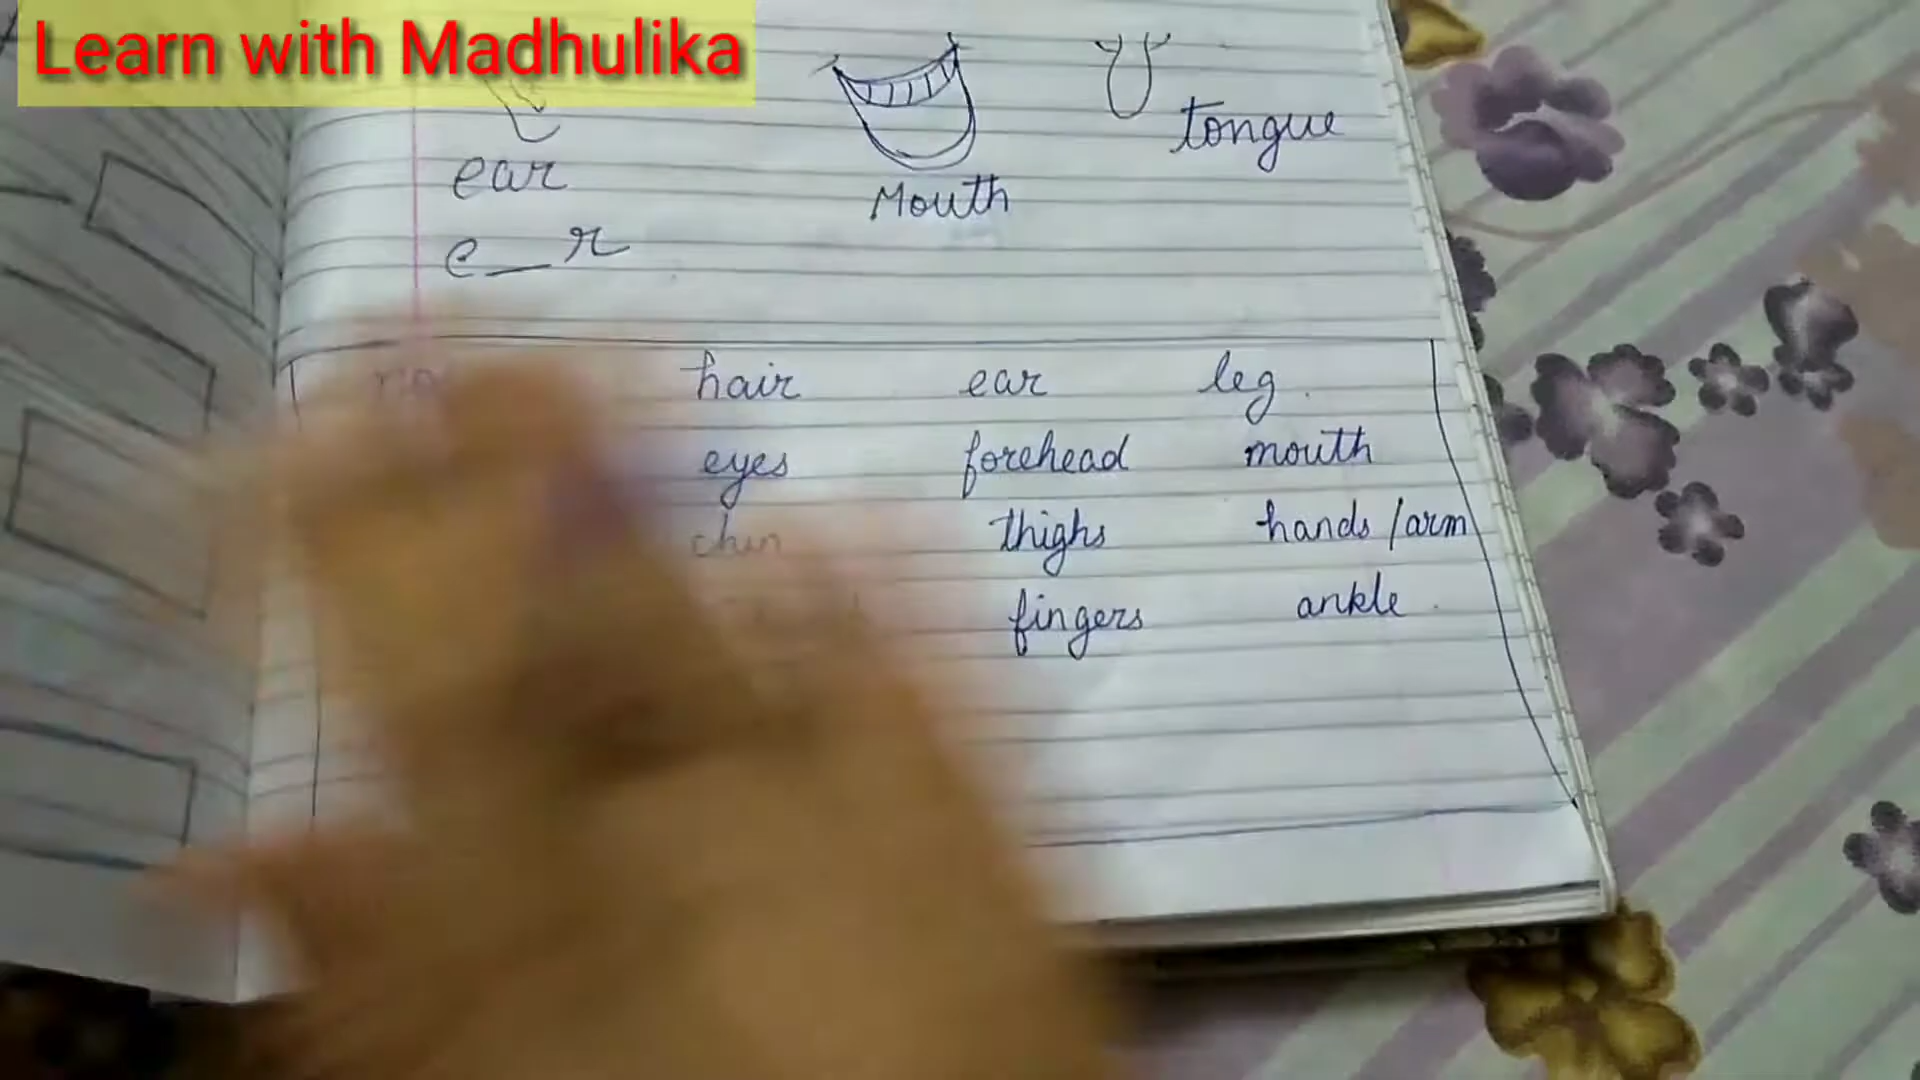 Learn with Madhulika
tongue
ear
Mouth
e_r
hair ear leg
eyes forehead mouth
chin thighs hands/arm
fingers ankle